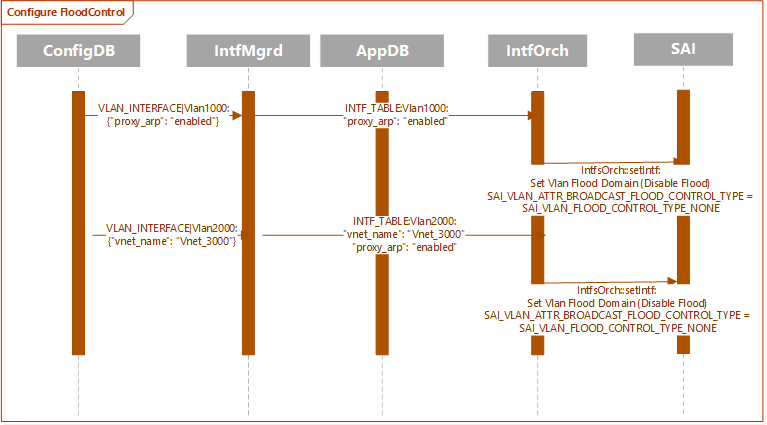 Configure FloodControl
ConfigDB
IntfMgrd
AppDB
IntfOrch
SAI
VLAN_INTERFACE|Vlan1000:
{"proxy_arp": "enabled"}
INTF_TABLE:Vlan1000:
"proxy_arp": "enabled"
IntfsOrch::setIntf:
Set Vlan Flood Domain (Disable Flood)
SAI_VLAN_ATTR_BROADCAST_FLOOD_CONTROL_TYPE =
SAI_VLAN_FLOOD_CONTROL_TYPE_NONE
VLAN_INTERFACE|Vlan2000:
{"vnet_name": "Vnet_3000"}
INTF_TABLE:Vlan2000:
"vnet_name": "Vnet_3000"
"proxy_arp": "enabled"
IntfsOrch::setIntf:
Set Vlan Flood Domain (Disable Flood)
SAI_VLAN_ATTR_BROADCAST_FLOOD_CONTROL_TYPE =
SAI_VLAN_FLOOD_CONTROL_TYPE_NONE